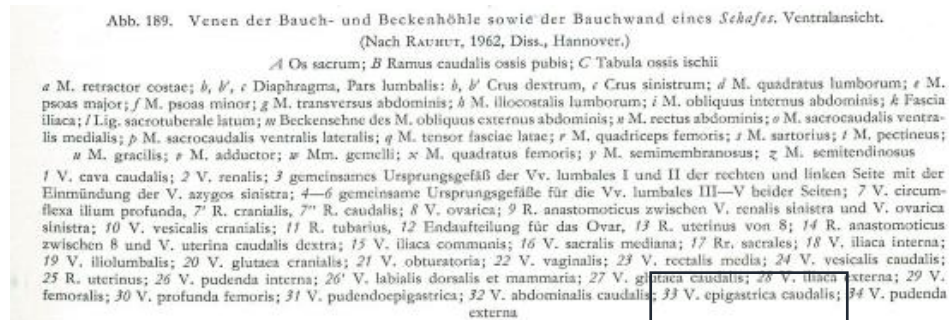 Abb. 189. Venen der Bauch- und Beckenhöhle sowie der Bauchwand eines Schafes. Ventralansicht.
(Nach RAUHUT, 1962, Diss., Hannover.)
A Os sacrum; B Ramus caudalis ossis pubis; C Tabula ossis ischii
a M. retractor costae; b, b', c Diaphragma, Pars lumbalis: b, b' Crus dextrum, c Crus sinistrum; d M. quadratus lumborum; e M.
psoas major; f M. psoas minor; g M. transversus abdominis; h M. iliocostalis lumborum; i M. obliquus internus abdominis; k Fascia
iliaca; l Lig. sacrotuberale latum; m Beckensehne des M. obliquus externus abdominis; n M. rectus abdominis; o M. sacrocaudalis ventra-
lis medialis; p M. sacrocaudalis ventralis lateralis; q M. tensor fasciae latae; r M. quadriceps femoris; s M. sartorius; t M. pectineus;
u M. gracilis; v M. adductor; w Mm. gemelli; x M. quadratus femoris; y M. semimembranosus; z M. semitendinosus
1 V. cava caudalis; 2 V. renalis; 3 gemeinsames Ursprungsgefäß der Vv. lumbales I und II der rechten und linken Seite mit der
Einmündung der V. azygos sinistra; 4—6 gemeinsame Ursprungsgefäße für die Vv. lumbales III—V beider Seiten; 7 V. circum-
flexa ilium profunda, 7' R. cranialis, 7'' R. caudalis; 8 V. ovarica; 9 R. anastomoticus zwischen V. renalis sinistra und V. ovarica
sinistra; 10 V. vesicalis cranialis; 11 R. tubarius, 12 Endaufteilung für das Ovar, 13 R. uterinus von 8; 14 R. anastomoticus
zwischen 8 und V. uterina caudalis dextra; 15 V. iliaca communis; 16 V. sacralis mediana; 17 Rr. sacrales; 18 V. iliaca interna;
19 V. iliolumbalis; 20 V. glutaea cranialis; 21 V. obturatoria; 22 V. vaginalis; 23 V. rectalis media; 24 V. vesicalis caudalis;
25 R. uterinus; 26 V. pudenda interna; 26' V. labialis dorsalis et mammaria; 27 V. glutaea caudalis; 28 V. iliaca externa; 29 V.
femoralis; 30 V. profunda femoris; 31 V. pudendoepigastrica; 32 V. abdominalis caudalis; 33 V. epigastrica caudalis; 34 V. pudenda
externa